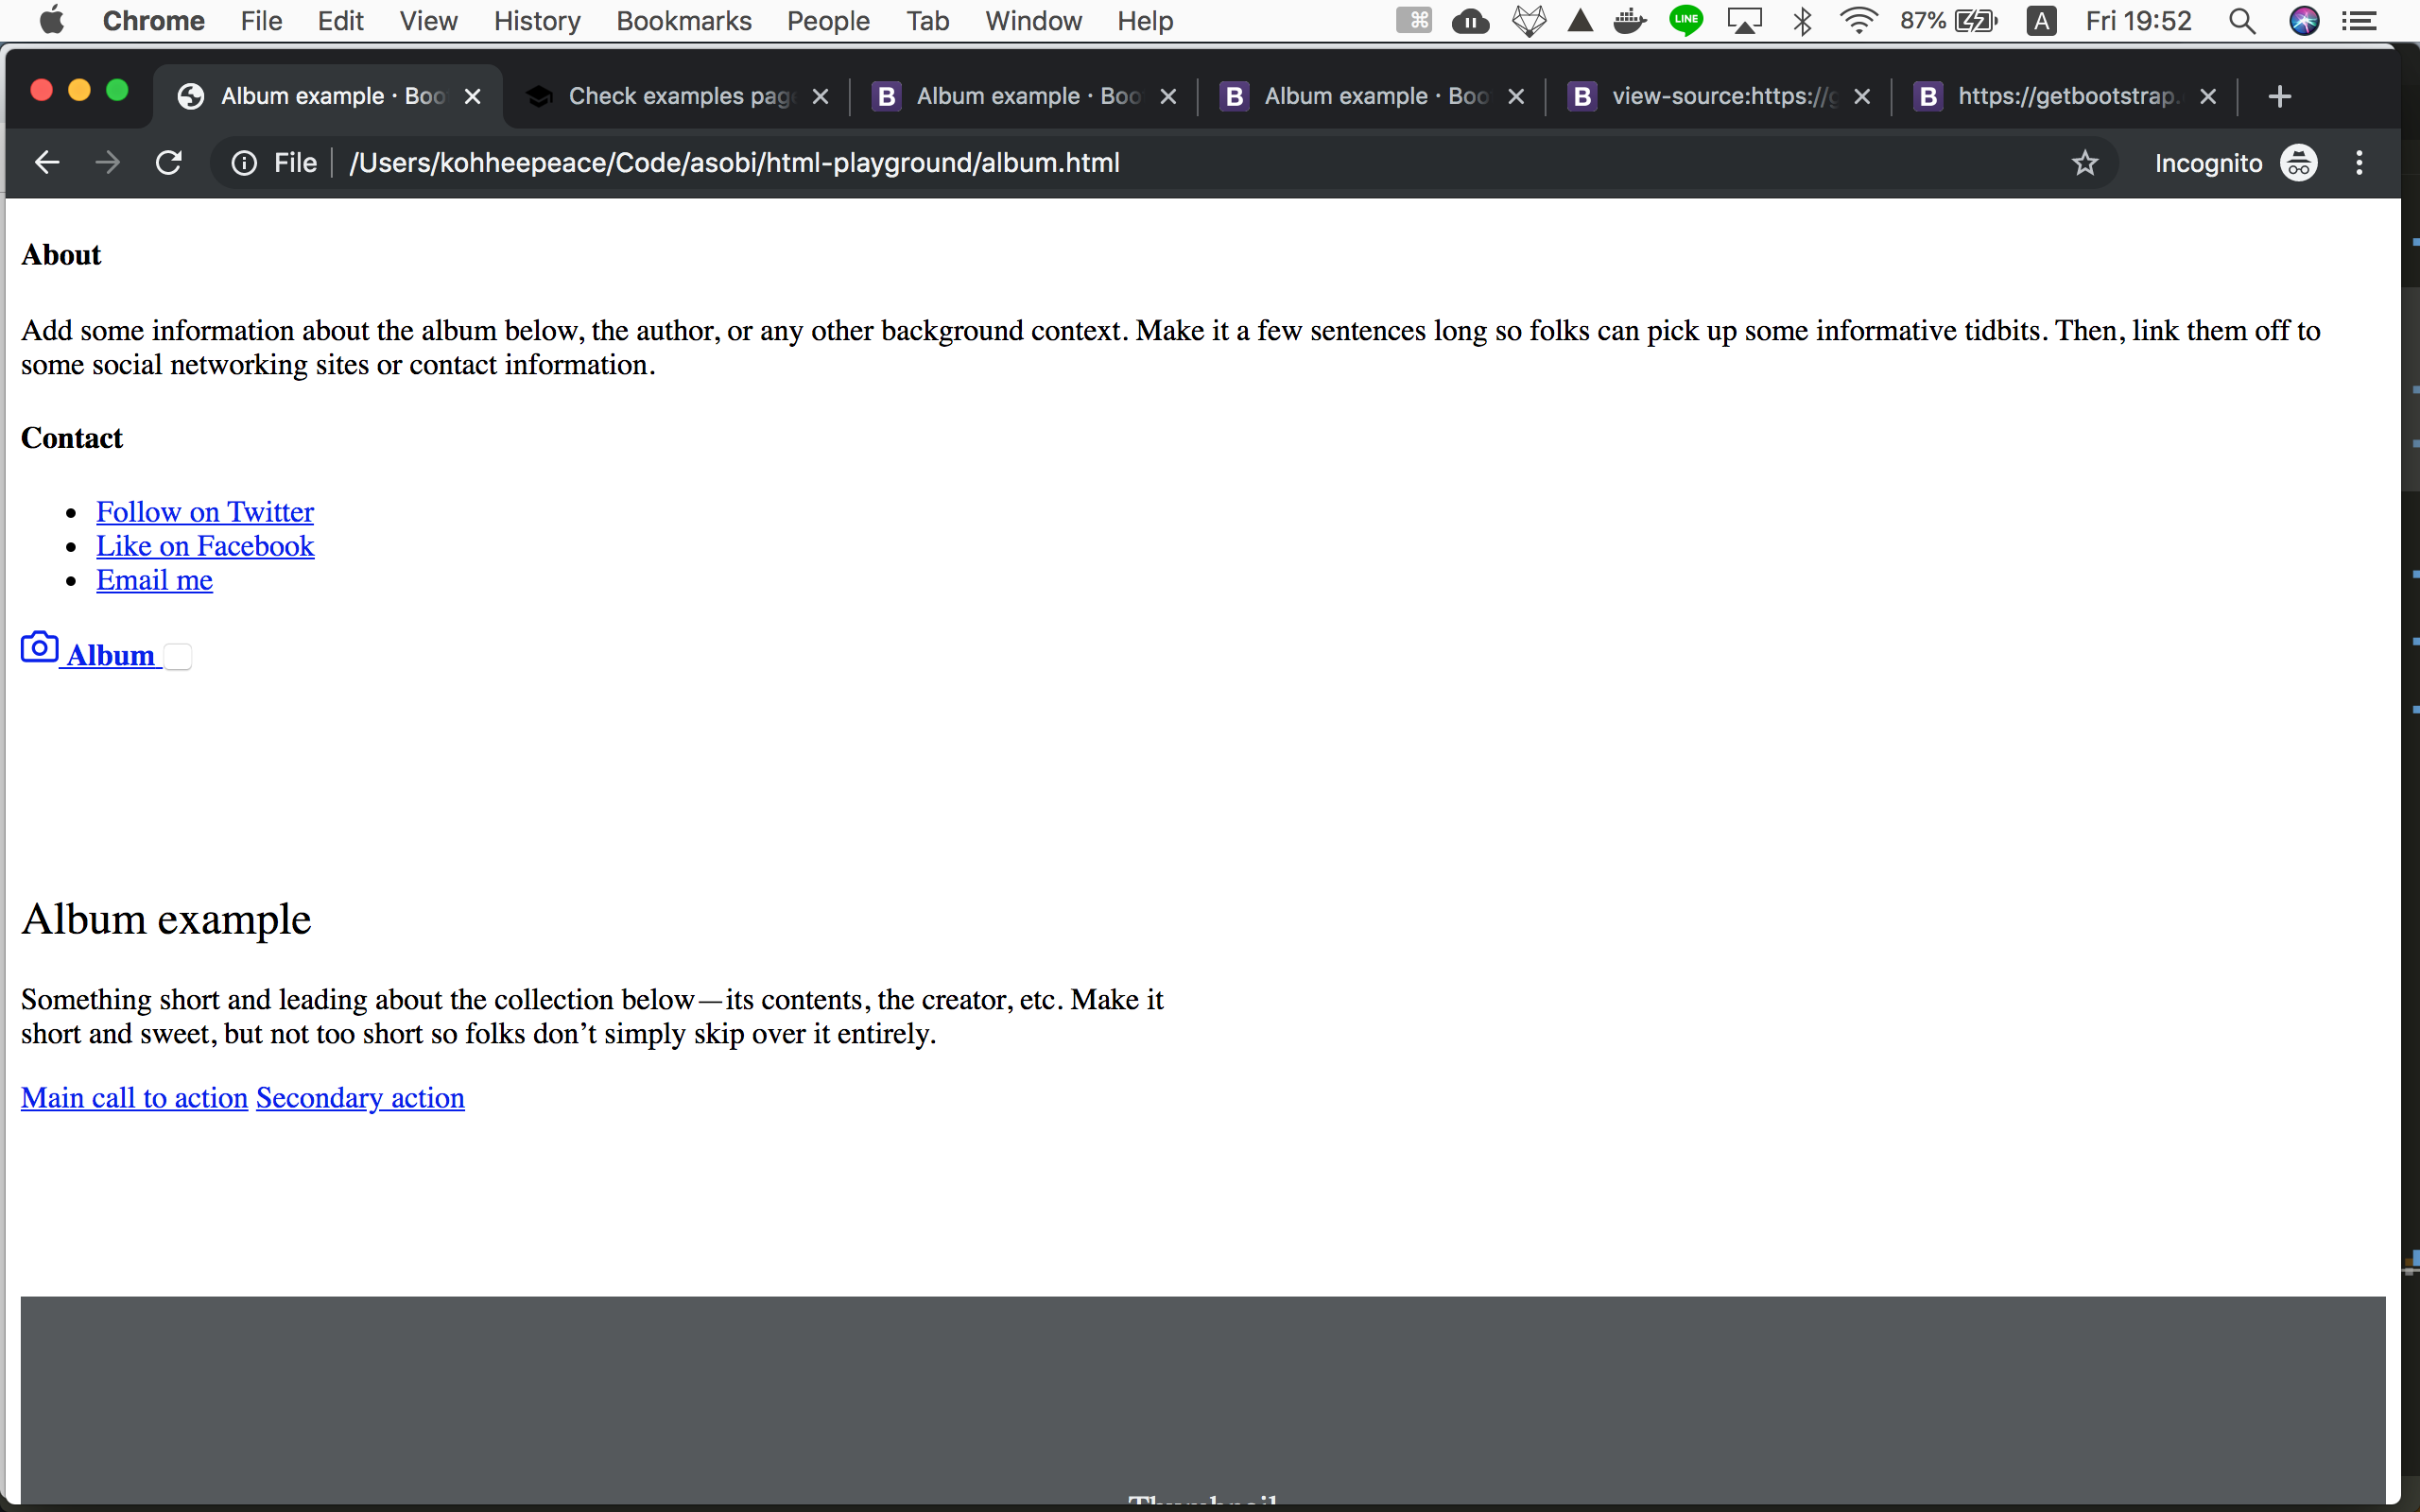 Chrome File Edit View History Bookmarks People Tab Window Help LINE 87% A Fri 19:52
Album example · Boo Check examples page Album example · Boo Album example · Boo view-source:https://g https://getbootstrap.
File /Users/kohheepeace/Code/asobi/html-playground/album.html Incognito
About
Add some information about the album below, the author, or any other background context. Make it a few sentences long so folks can pick up some informative tidbits. Then, link them off to
some social networking sites or contact information.
Contact
Follow on Twitter
Like on Facebook
Email me
Album
Album example
Something short and leading about the collection below—its contents, the creator, etc. Make it
short and sweet, but not too short so folks don’t simply skip over it entirely.
Main call to action Secondary action
Thumbnail